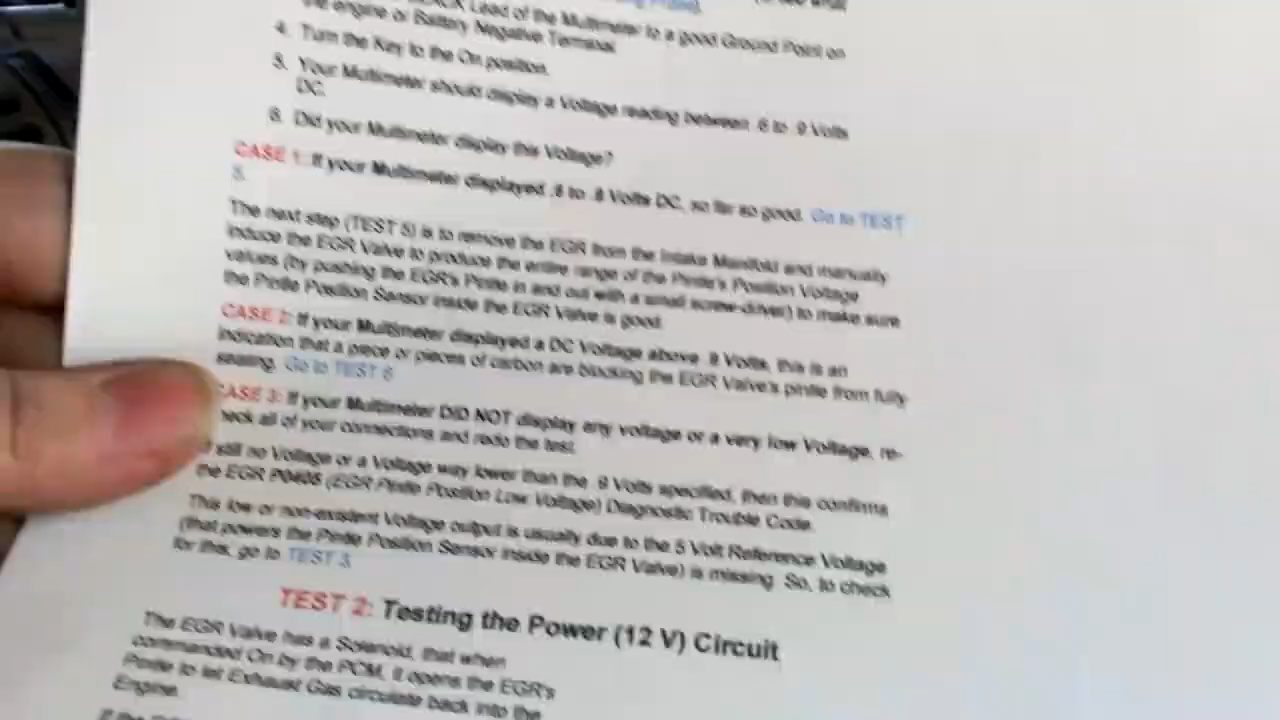 Lead of the Multimeter to a good Ground Point on
the engine or Battery Negative Terminal.
4. Turn the Key to the On position.
5. Your Multimeter should display a Voltage reading between .6 to .9 Volts
DC.
6. Did your Multimeter display this Voltage?
CASE 1: If your Multimeter displayed .6 to .9 Volts DC, so far so good. Go to TEST
5.
The next step (TEST 5) is to remove the EGR from the Intake Manifold and manually
induce the EGR Valve to produce the entire range of the Pintle's Position Voltage
values (by pushing the EGR's Pintle in and out with a small screw-driver) to make sure
the Pintle Position Sensor inside the EGR Valve is good.
CASE 2: If your Multimeter displayed a DC Voltage above .9 Volts, this is an
indication that a piece or pieces of carbon are blocking the EGR Valve's pintle from fully
seating. Go to TEST 6
ASE 3: If your Multimeter DID NOT display any voltage or a very low Voltage, re-
heck all of your connections and redo the test.
still no Voltage or a Voltage way lower than the .6 Volts specified, then this confirms
the EGR P0405 (EGR Pintle Position Low Voltage) Diagnostic Trouble Code.
This low or non-existent Voltage output is usually due to the 5 Volt Reference Voltage
(that powers the Pintle Position Sensor inside the EGR Valve) is missing. So, to check
for this, go to TEST 3.
TEST 2: Testing the Power (12 V) Circuit
The EGR Valve has a Solenoid, that when
commanded On by the PCM, it opens the EGR's
Pintle to let Exhaust Gas circulate back into the
Engine.
If the